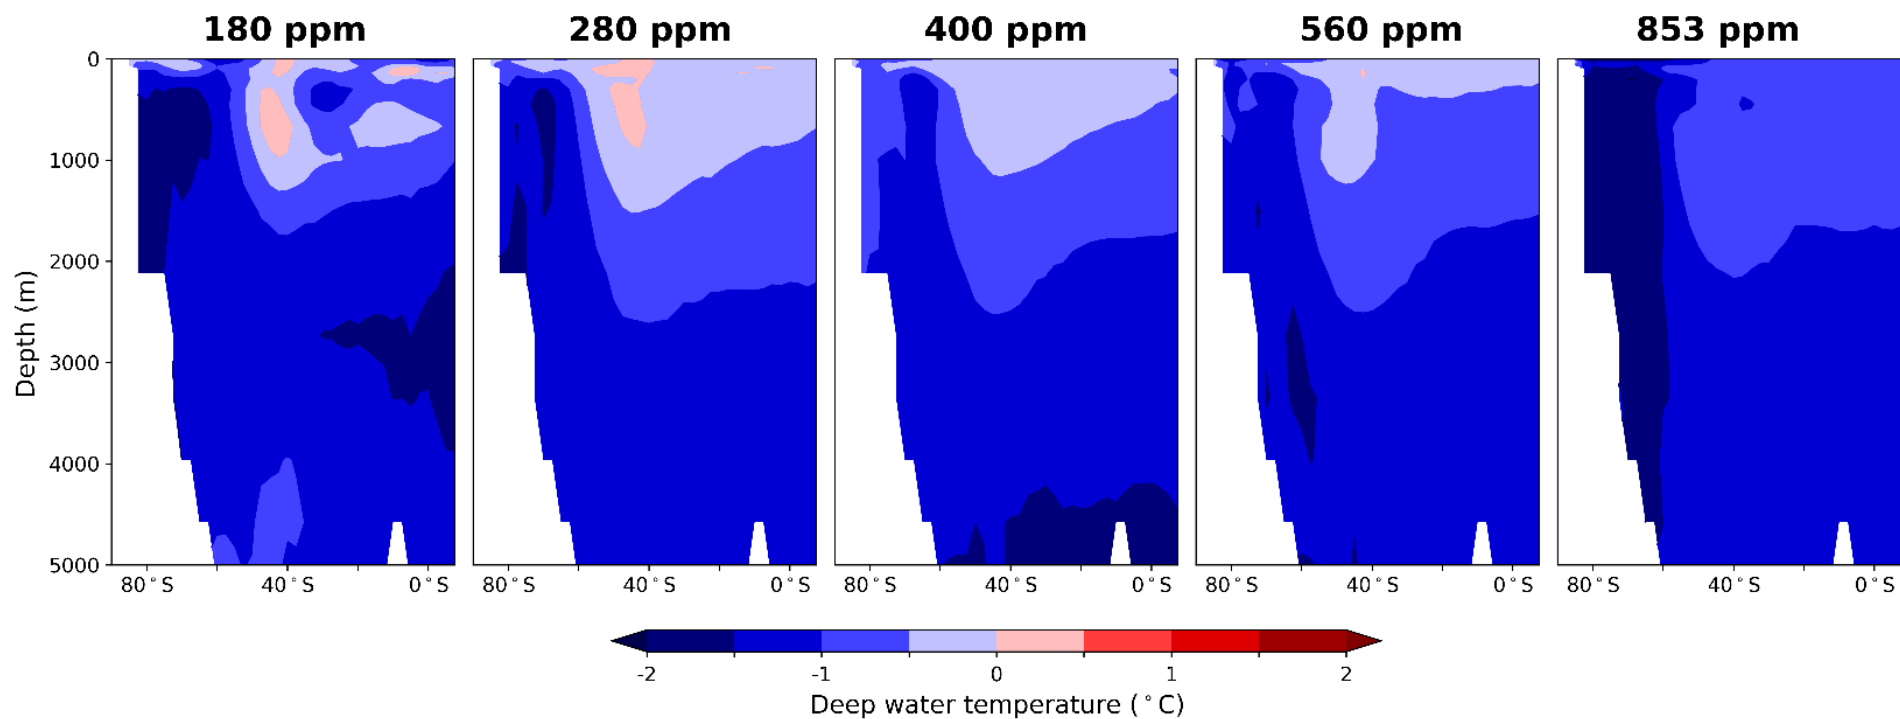 180 ppm 280 ppm 400 ppm 560 ppm 853 ppm
0
1000
2000
3000
4000
5000
Depth (m)
80°S 40°S 0°S 80°S 40°S 0°S 80°S 40°S 0°S 80°S 40°S 0°S 80°S 40°S 0°S
-2 -1 0 1 2
Deep water temperature (°C)